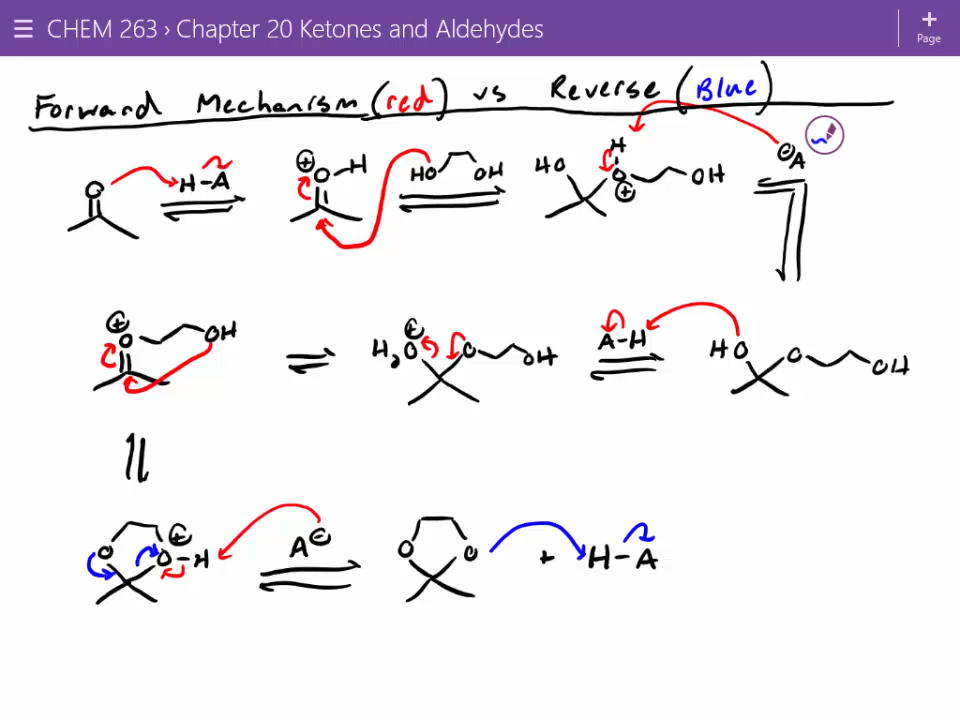 ☰ CHEM 263 › Chapter 20 Ketones and Aldehydes
+ Page
Forward Mechanism (red) vs Reverse (Blue)
O H-A ⊕ O H HO OH HO H O ⊕ OH ⊖ A
⊕ O OH H₂O ⊕ O OH A-H HO O OH
O ⊕ O-H A ⊖ O O + H-A